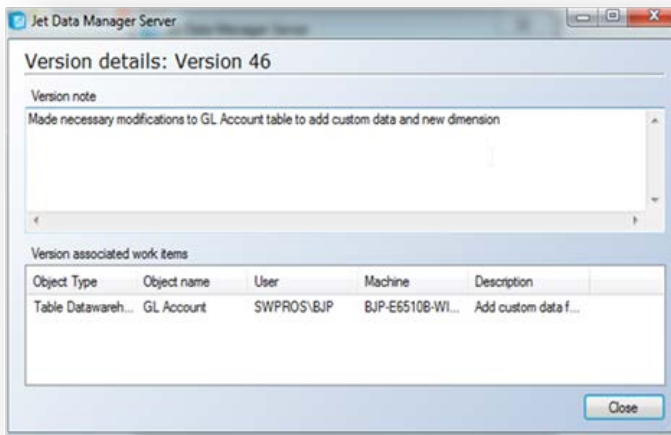 Jet Data Manager Server
Version details: Version 46
Version note
Made necessary modifications to GL Account table to add custom data and new dimension
Version associated work items
Object Type Object name User Machine Description
Table Datawareh... GL Account SWPROS\BJP BJP-E6510B-WI... Add custom data f...
Close